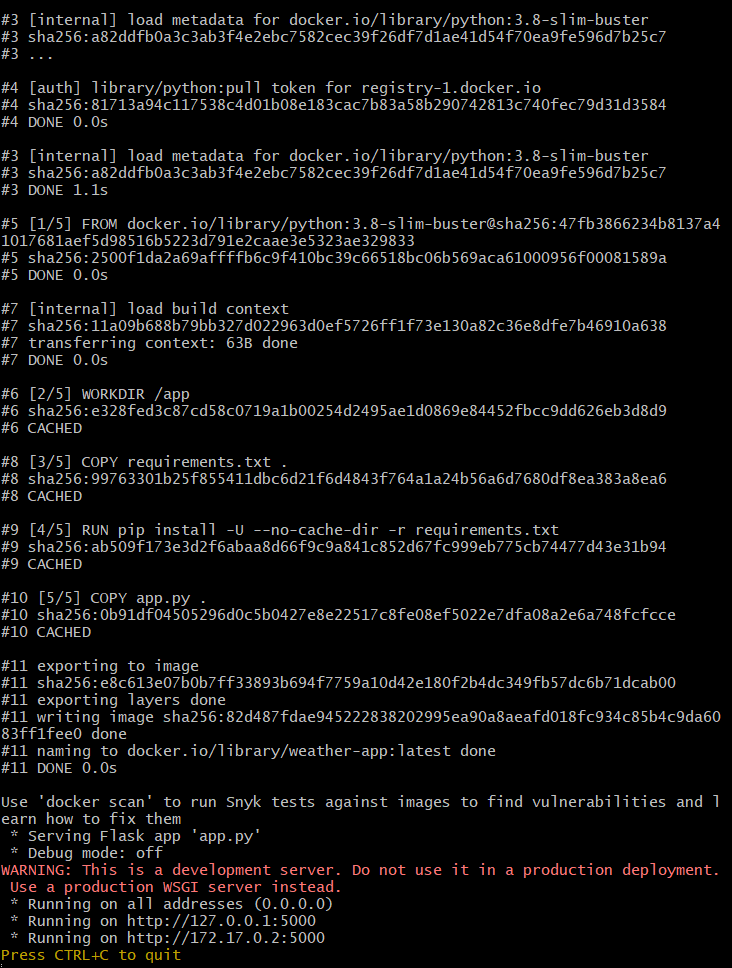 #3 [internal] load metadata for docker.io/library/python:3.8-slim-buster
#3 sha256:a82ddfb0a3c3ab3f4e2ebc7582cec39f26df7d1ae41d54f70ea9fe596d7b25c7
#3 ...
#4 [auth] library/python:pull token for registry-1.docker.io
#4 sha256:81713a94c117538c4d01b08e183cac7b83a58b290742813c740fec79d31d3584
#4 DONE 0.0s
#3 [internal] load metadata for docker.io/library/python:3.8-slim-buster
#3 sha256:a82ddfb0a3c3ab3f4e2ebc7582cec39f26df7d1ae41d54f70ea9fe596d7b25c7
#3 DONE 1.1s
#5 [1/5] FROM docker.io/library/python:3.8-slim-buster@sha256:47fb3866234b8137a4
1017681aef5d98516b5223d791e2caae3e5323ae329833
#5 sha256:2500f1da2a69affffb6c9f410bc39c66518bc06b569aca61000956f00081589a
#5 DONE 0.0s
#7 [internal] load build context
#7 sha256:11a09b688b79bb327d022963d0ef5726ff1f73e130a82c36e8dfe7b46910a638
#7 transferring context: 63B done
#7 DONE 0.0s
#6 [2/5] WORKDIR /app
#6 sha256:e328fed3c87cd58c0719a1b00254d2495ae1d0869e84452fbcc9dd626eb3d8d9
#6 CACHED
#8 [3/5] COPY requirements.txt .
#8 sha256:99763301b25f855411dbc6d21f6d4843f764a1a24b56a6d7680df8ea383a8ea6
#8 CACHED
#9 [4/5] RUN pip install -U --no-cache-dir -r requirements.txt
#9 sha256:ab509f173e3d2f6abaa8d66f9c9a841c852d67fc999eb775cb74477d43e31b94
#9 CACHED
#10 [5/5] COPY app.py .
#10 sha256:0b91df04505296d0c5b0427e8e22517c8fe08ef5022e7dfa08a2e6a748fcfcce
#10 CACHED
#11 exporting to image
#11 sha256:e8c613e07b0b7ff33893b694f7759a10d42e180f2b4dc349fb57dc6b71dcab00
#11 exporting layers done
#11 writing image sha256:82d487fdae945222838202995ea90a8aeafd018fc934c85b4c9da60
83ff1fee0 done
#11 naming to docker.io/library/weather-app:latest done
#11 DONE 0.0s
Use 'docker scan' to run Snyk tests against images to find vulnerabilities and l
earn how to fix them
 * Serving Flask app 'app.py'
 * Debug mode: off
WARNING: This is a development server. Do not use it in a production deployment.
 Use a production WSGI server instead.
 * Running on all addresses (0.0.0.0)
 * Running on http://127.0.0.1:5000
 * Running on http://172.17.0.2:5000
Press CTRL+C to quit